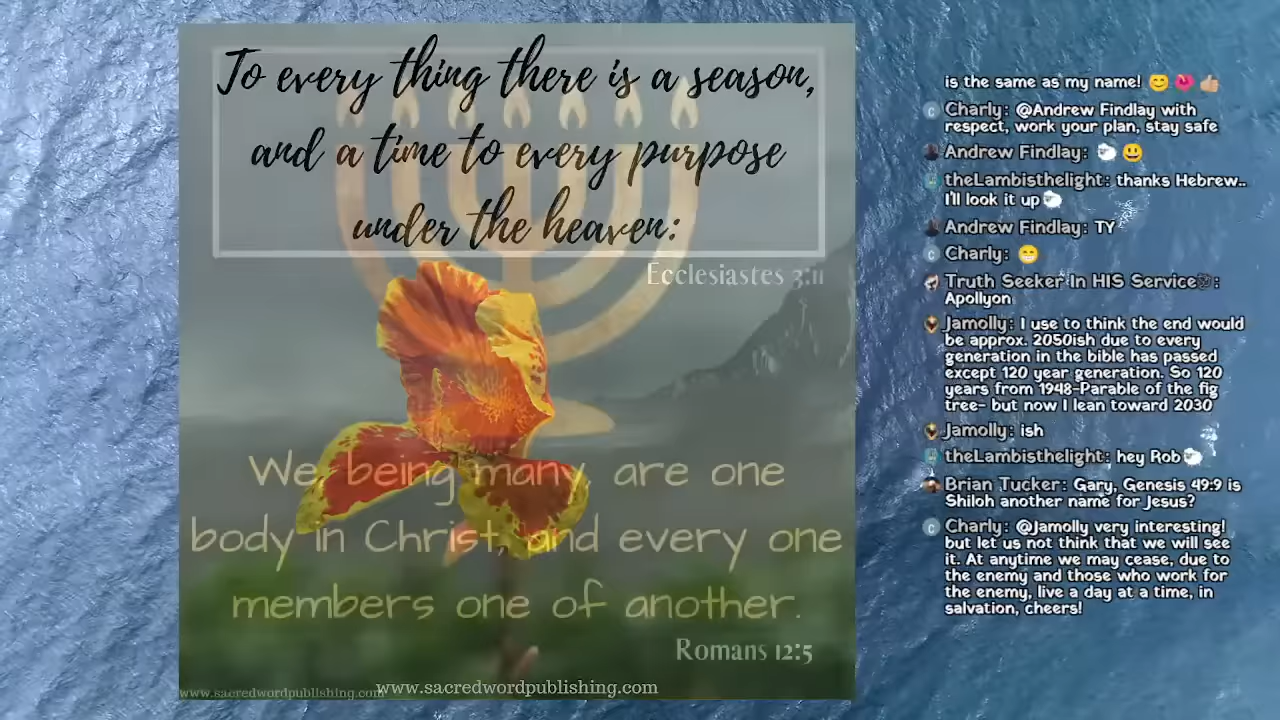 To every thing there is a season,
and a time to every purpose
under the heaven:
Ecclesiastes 3:11
We being many, are one
body in Christ, and every one
members one of another.
Romans 12:5
www.sacredwordpublishing.com
www.sacredwordpublishing.com
is the same as my name! 😊 🌺 👍🏼
Charly: @Andrew Findlay with
respect, work your plan, stay safe
Andrew Findlay: 🐑 😃
theLambisthelight: thanks Hebrew..
I'll look it up🐑
Andrew Findlay: TY
Charly: 😁
Truth Seeker In HIS Service:
Apollyon
Jamolly: I use to think the end would
be approx. 2050ish due to every
generation in the bible has passed
except 120 year generation. So 120
years from 1948-Parable of the fig
tree- but now I lean toward 2030
Jamolly: ish
theLambisthelight: hey Rob🐑
Brian Tucker: Gary, Genesis 49:9 is
Shiloh another name for Jesus?
Charly: @Jamolly very interesting!
but let us not think that we will see
it. At anytime we may cease, due to
the enemy and those who work for
the enemy, live a day at a time, in
salvation, cheers!